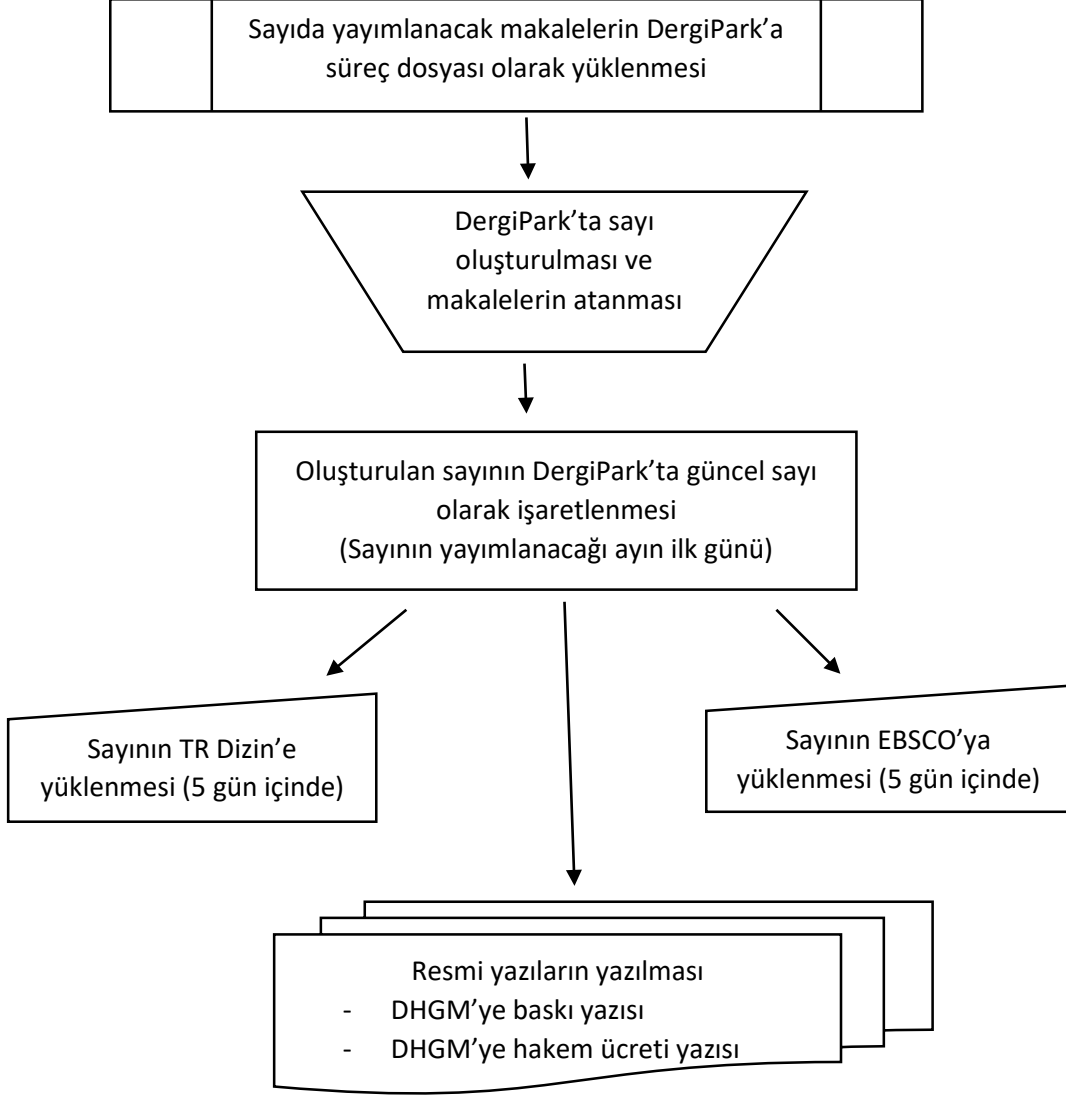 Sayıda yayımlanacak makalelerin DergiPark’a
süreç dosyası olarak yüklenmesi
DergiPark’ta sayı
oluşturulması ve
makalelerin atanması
Oluşturulan sayının DergiPark’ta güncel sayı
olarak işaretlenmesi
(Sayının yayımlanacağı ayın ilk günü)
Sayının TR Dizin’e
yüklenmesi (5 gün içinde)
Sayının EBSCO’ya
yüklenmesi (5 gün içinde)
Resmi yazıların yazılması
- DHGM’ye baskı yazısı
- DHGM’ye hakem ücreti yazısı